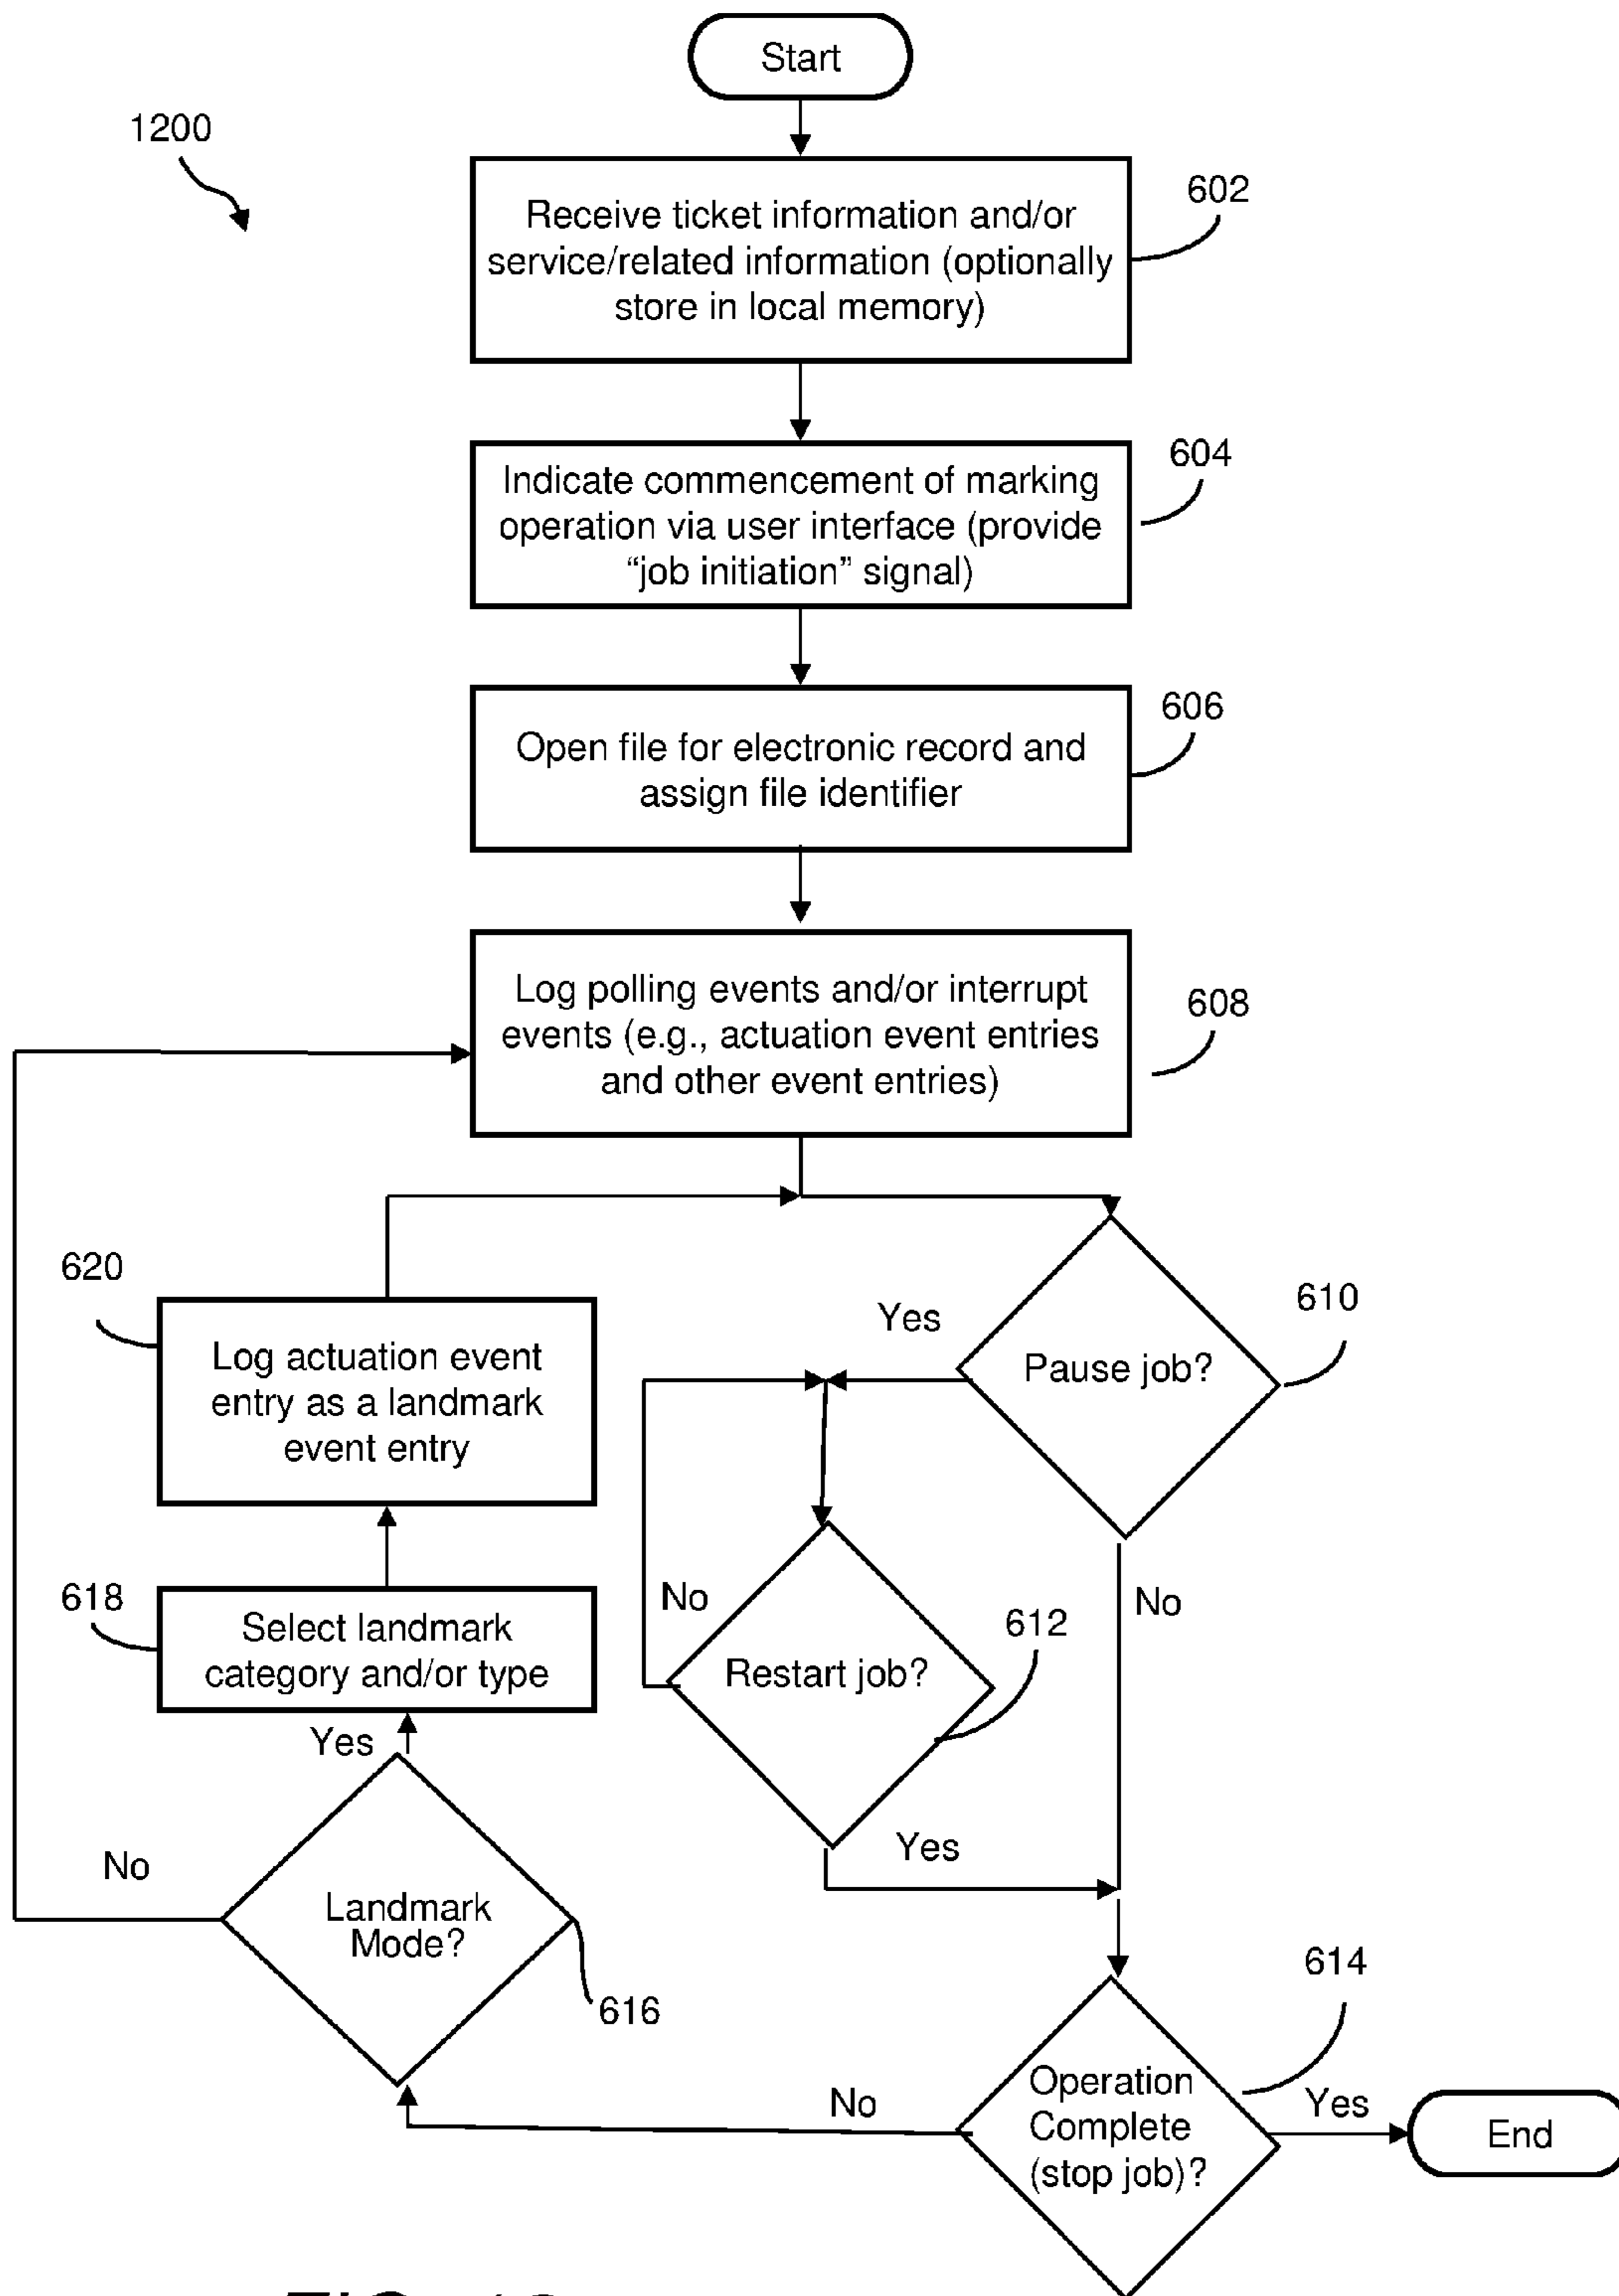 Start
1200
602
Receive ticket information and/or
service/related information (optionally
store in local memory)
604
Indicate commencement of marking
operation via user interface (provide
“job initiation” signal)
606
Open file for electronic record and
assign file identifier
608
Log polling events and/or interrupt
events (e.g., actuation event entries
and other event entries)
620
610
Yes
Log actuation event
entry as a landmark
event entry
Pause job?
618
No
No
612
Select landmark
category and/or type
Restart job?
Yes
Yes
No
Landmark
Mode?
614
616
Operation
Complete
(stop job)?
No
Yes
End